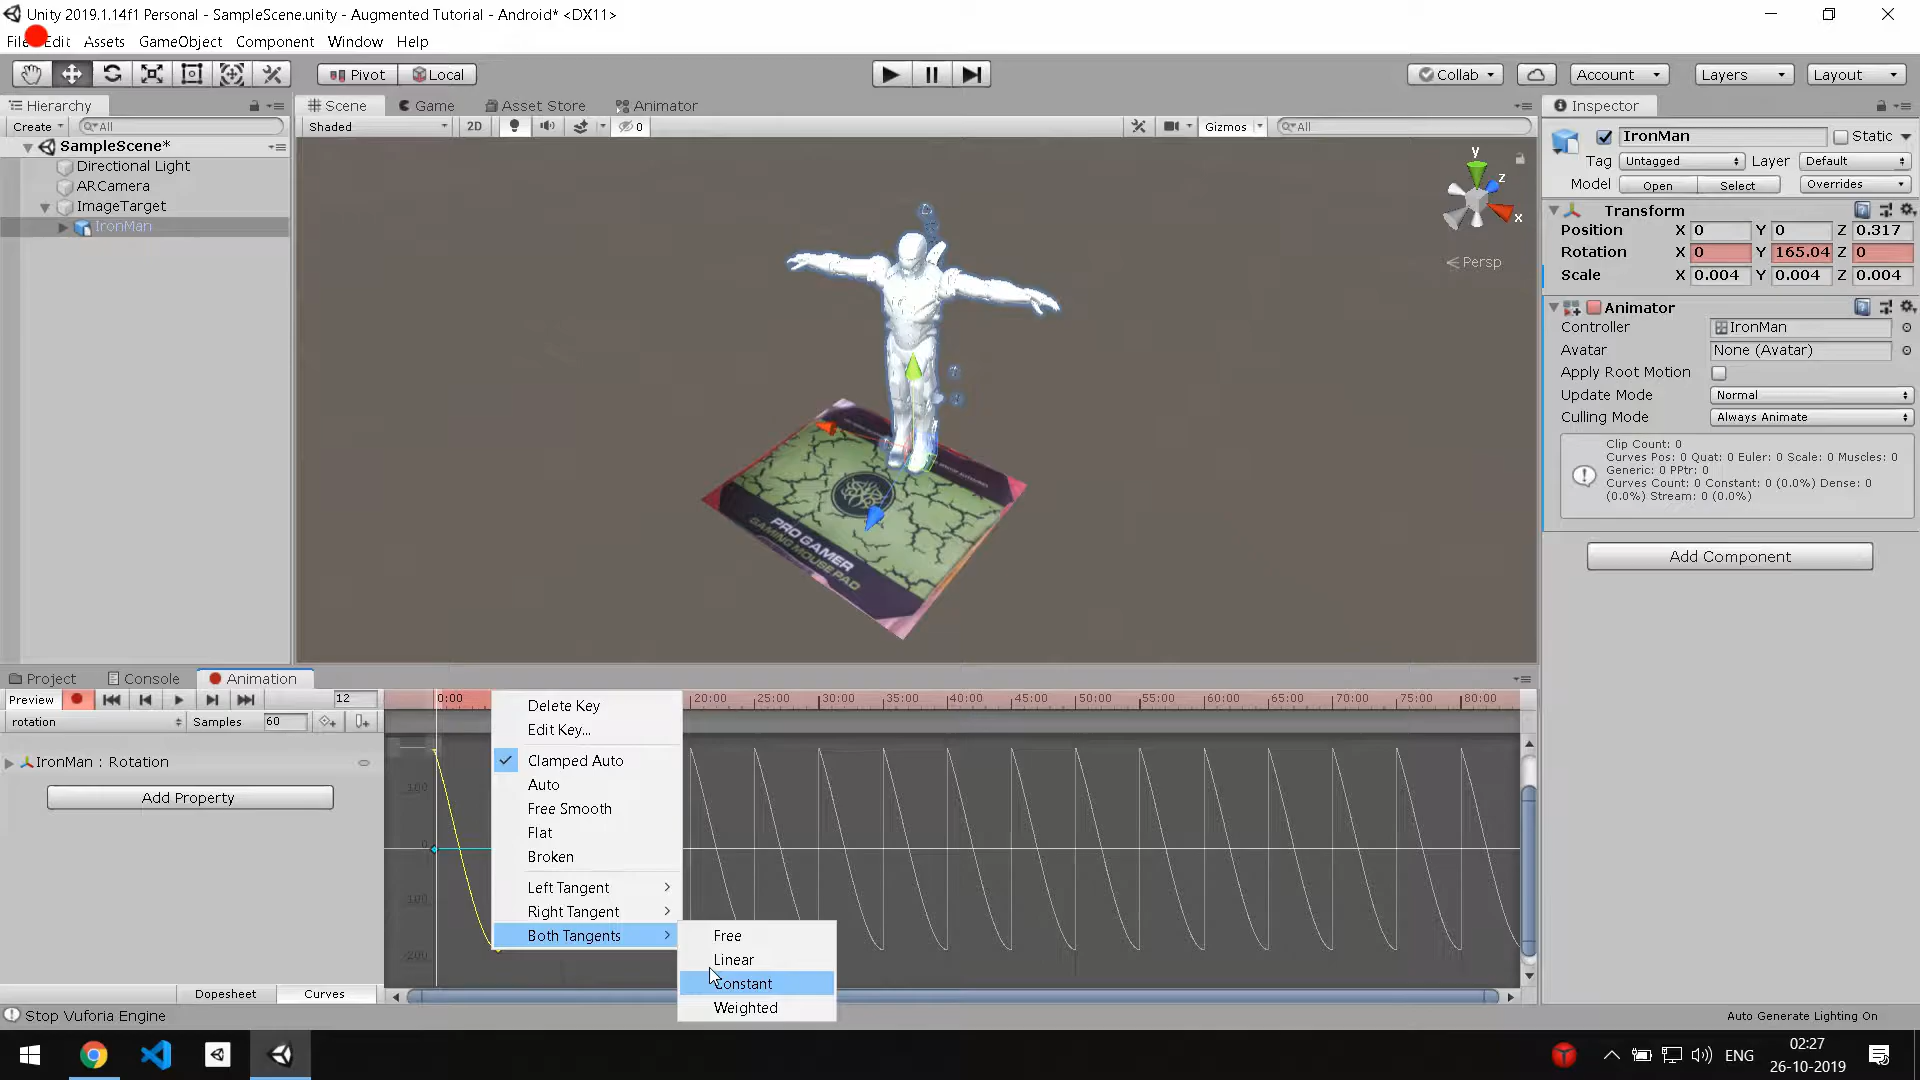 Unity 2019.1.14f1 Personal - SampleScene.unity - Augmented Tutorial - Android* <DX11>
File Edit Assets GameObject Component Window Help
Pivot Local Collab Account Layers Layout
Hierarchy Scene Game Asset Store Animator Inspector
Create All Shaded 2D 0 Gizmos All
SampleScene*
Directional Light
ARCamera
ImageTarget
IronMan
y
z
x
Persp
IronMan Static
Tag Untagged Layer Default
Model Open Select Overrides
Transform
Position X 0 Y 0 Z 0.317
Rotation X 0 Y 165.04 Z 0
Scale X 0.004 Y 0.004 Z 0.004
Animator
Controller IronMan
Avatar None (Avatar)
Apply Root Motion
Update Mode Normal
Culling Mode Always Animate
Clip Count: 0
Curves Pos: 0 Quat: 0 Euler: 0 Scale: 0 Muscles: 0
Generic: 0 PPtr: 0
Curves Count: 0 Constant: 0 (0.0%) Dense: 0
(0.0%) Stream: 0 (0.0%)
Add Component
PRO GAMER
GAMING MOUSE PAD
Project Console Animation
Preview 12 0:00 20:00 25:00 30:00 35:00 40:00 45:00 50:00 55:00 60:00 65:00 70:00 75:00 80:00
rotation Samples 60
IronMan : Rotation
Add Property
Delete Key
Edit Key...
Clamped Auto
Auto
Free Smooth
Flat
Broken
Left Tangent
Right Tangent
Both Tangents
Free
Linear
Constant
Weighted
Dopesheet Curves
Stop Vuforia Engine Auto Generate Lighting On
ENG 02:27
26-10-2019